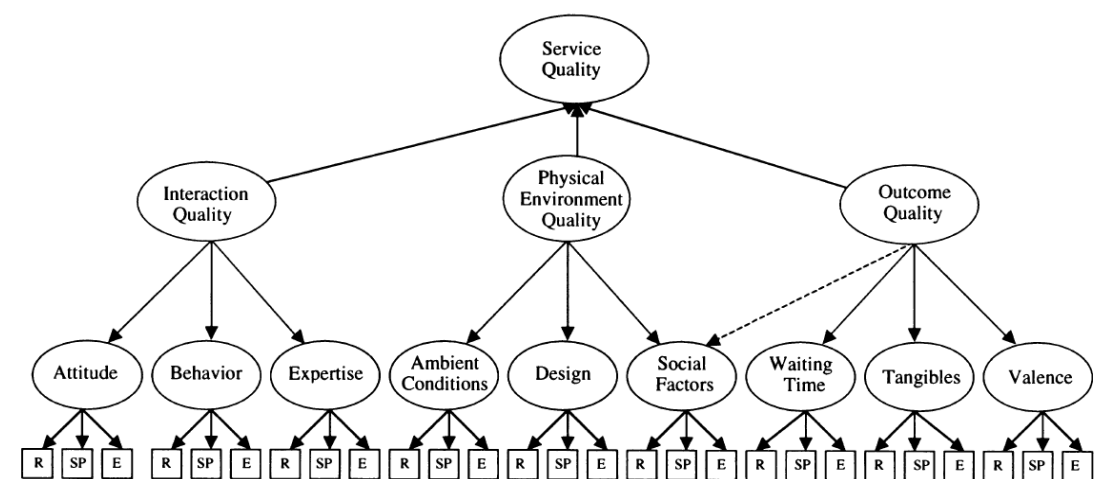 Service
Quality
Interaction
Quality
Physical
Environment
Quality
Outcome
Quality
Attitude
Behavior
Expertise
Ambient
Conditions
Design
Social
Factors
Waiting
Time
Tangibles
Valence
R SP E R SP E R SP E R SP E R SP E R SP E R SP E R SP E R SP E